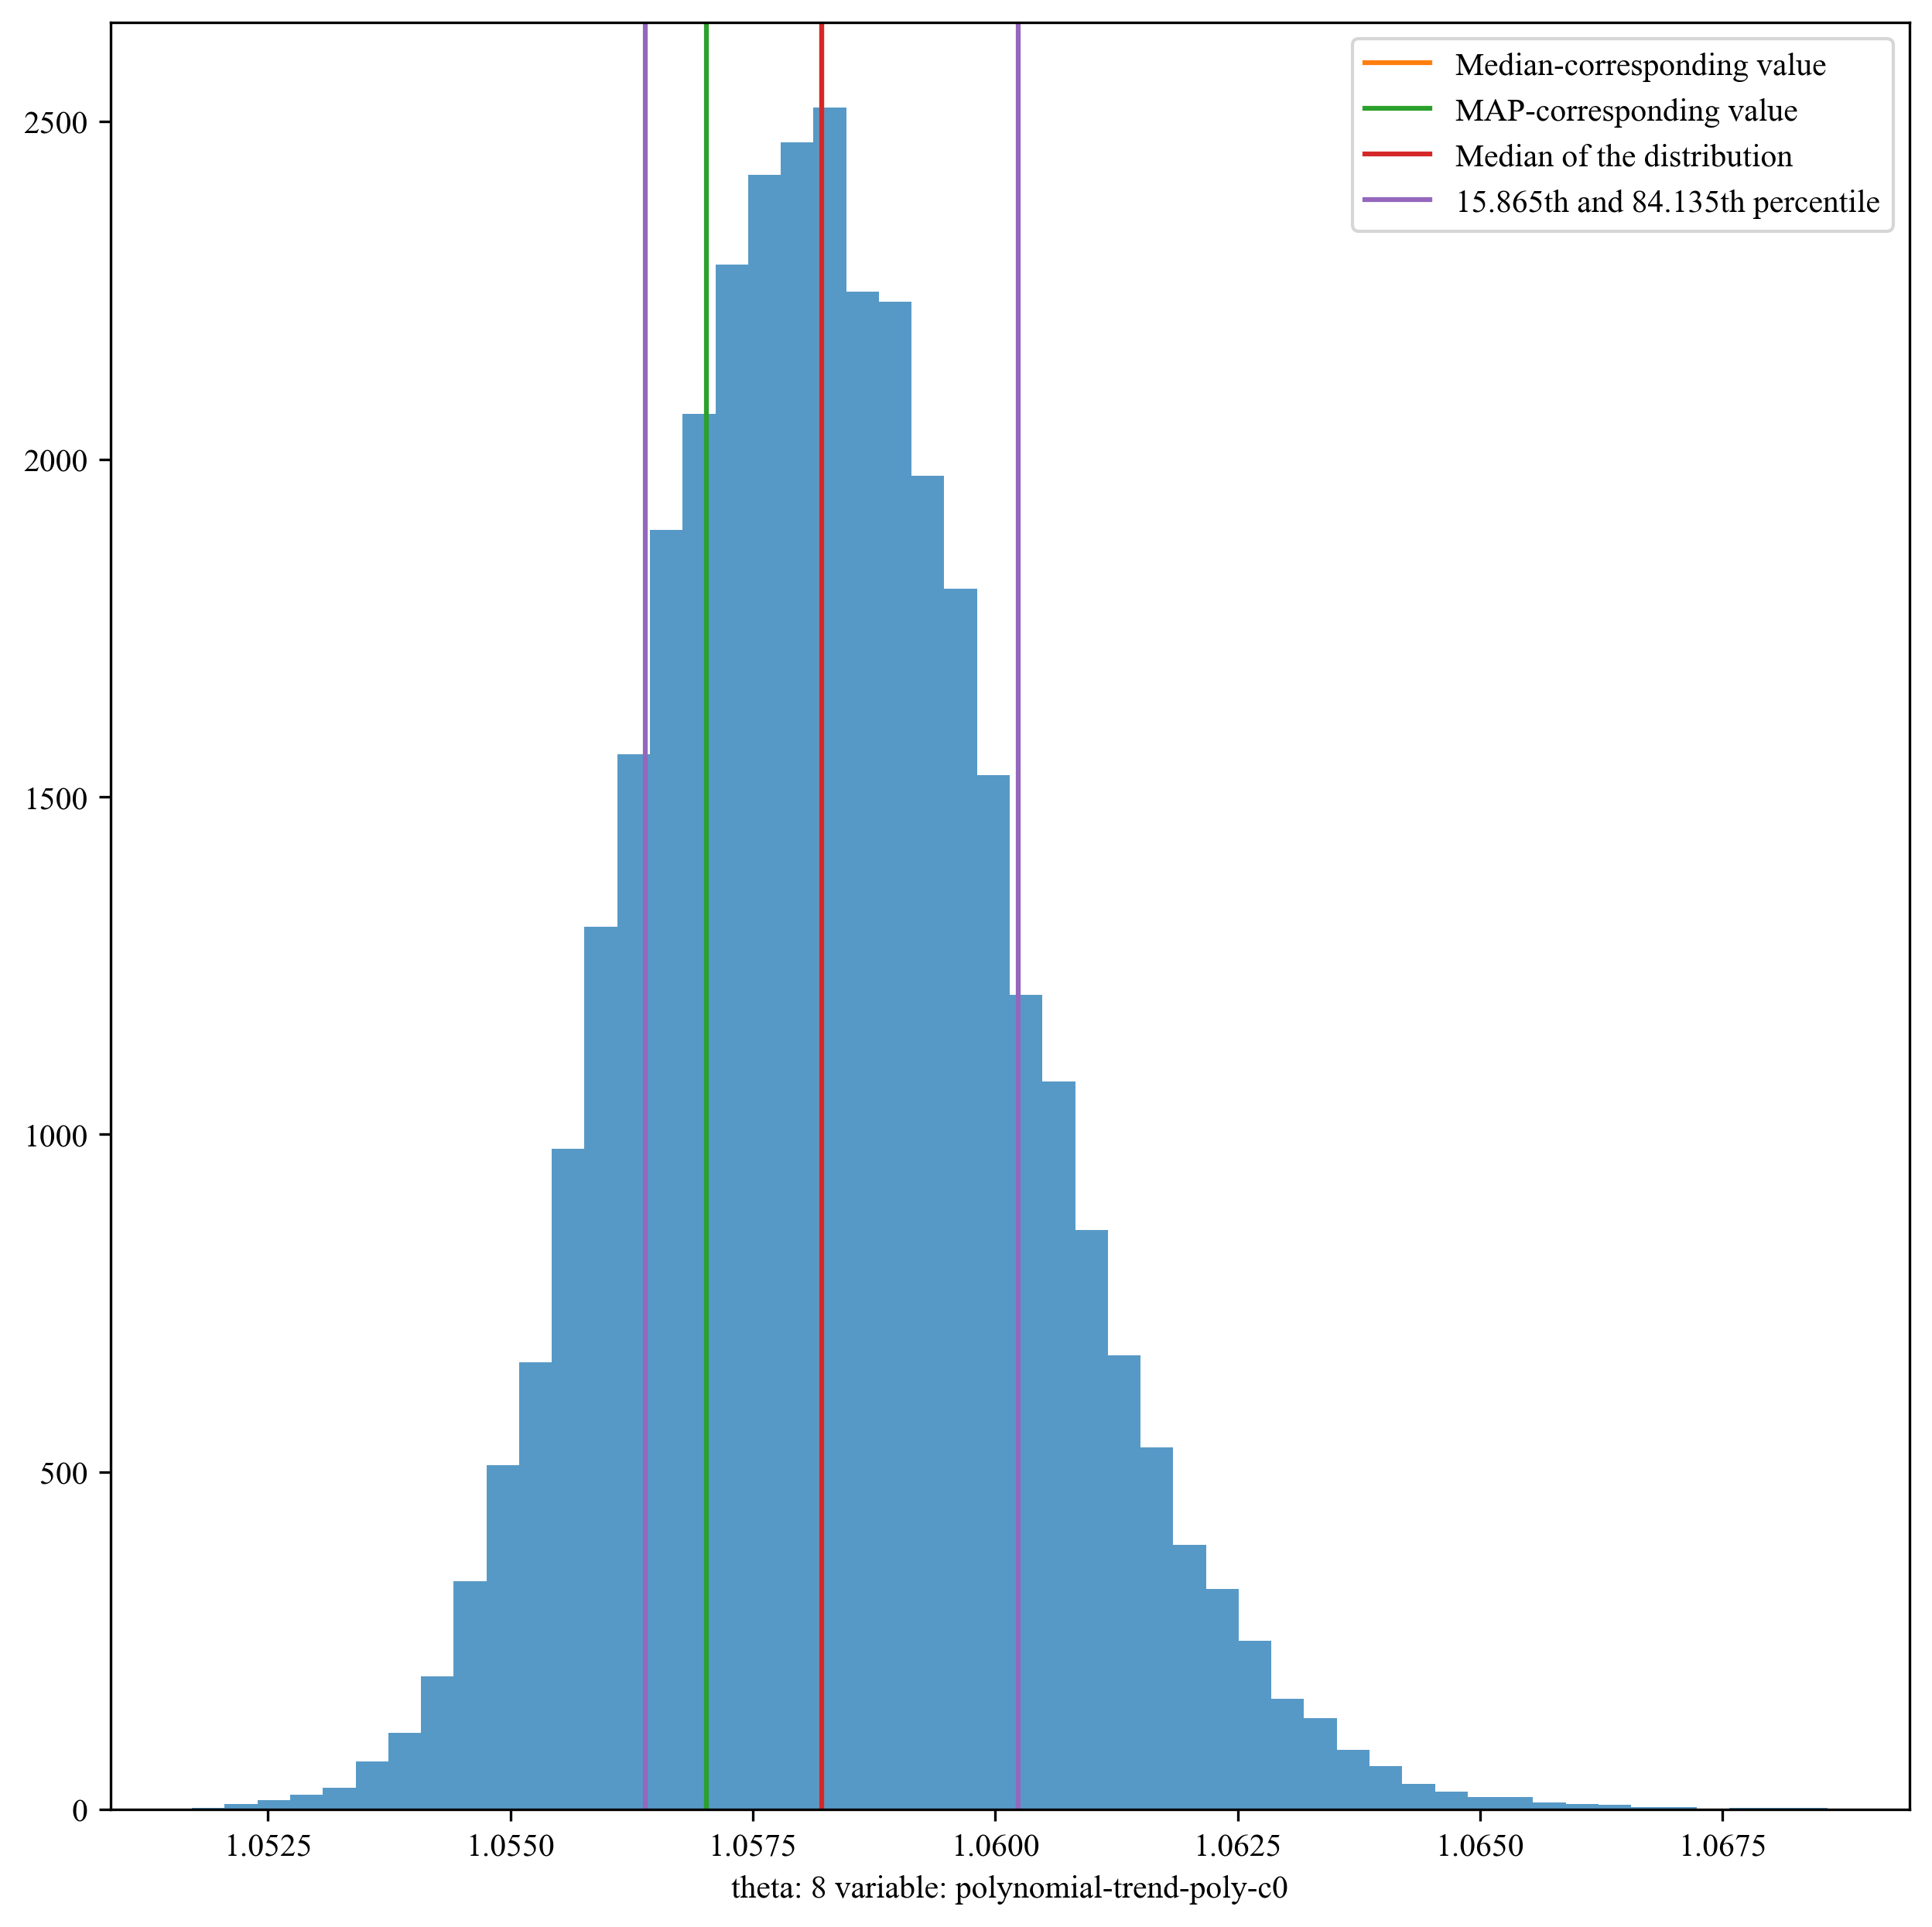 Median-corresponding value
MAP-corresponding value
Median of the distribution
15.865th and 84.135th percentile
2500
2000
1500
1000
500
0
1.0525 1.0550 1.0575 1.0600 1.0625 1.0650 1.0675
theta: 8 variable: polynomial-trend-poly-c0